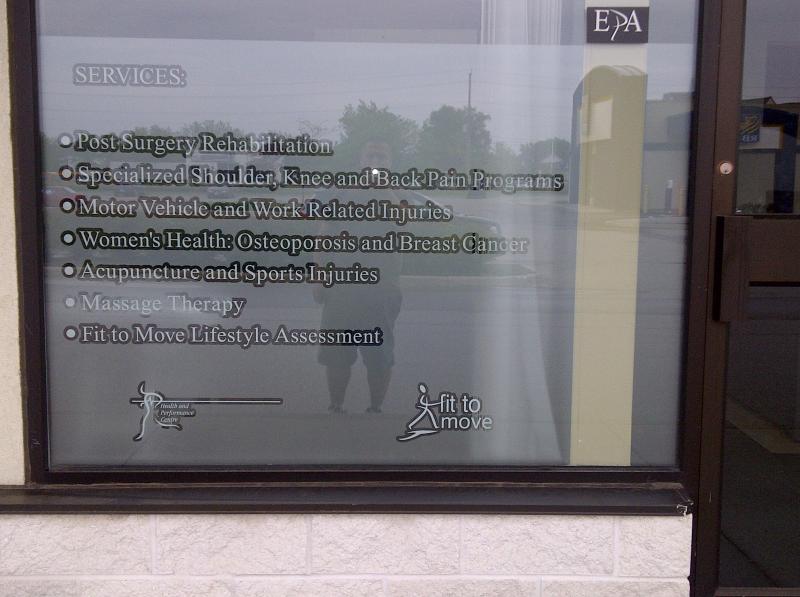 EPA
SERVICES:
• Post Surgery Rehabilitation
• Specialized Shoulder, Knee and Back Pain Programs
• Motor Vehicle and Work Related Injuries
• Women's Health: Osteoporosis and Breast Cancer
• Acupuncture and Sports Injuries
• Massage Therapy
• Fit to Move Lifestyle Assessment
Health and
Performance
Centre
fit to
move